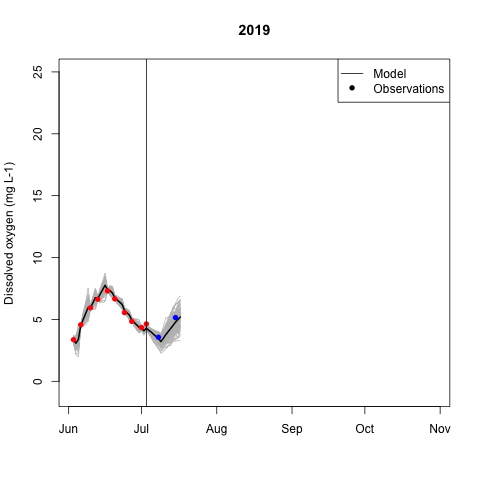 2019
Model
Observations
Dissolved oxygen (mg L-1)
25
20
15
10
5
0
Jun Jul Aug Sep Oct Nov